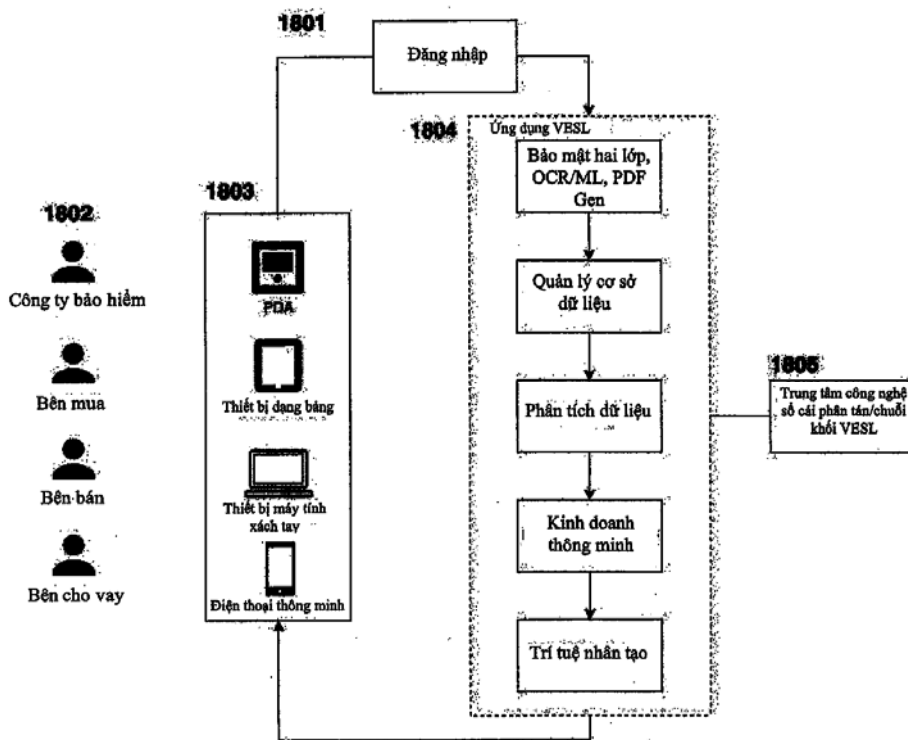 1801
Đăng nhập
1802
Công ty bảo hiểm
Bên mua
Bên bán
Bên cho vay
1803
PDA
Thiết bị dạng bảng
Thiết bị máy tính
xách tay
Điện thoại thông minh
1804
Ứng dụng VESL
Bảo mật hai lớp,
OCR/ML, PDF
Gen
Quản lý cơ sở
dữ liệu
Phân tích dữ liệu
Kinh doanh
thông minh
Trí tuệ nhân tạo
1805
Trung tâm công nghệ
sổ cái phân tán/chuỗi
khối VESL